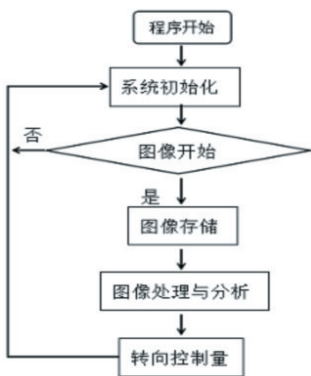 程序开始
系统初始化
否
图像开始
是
图像存储
图像处理与分析
转向控制量